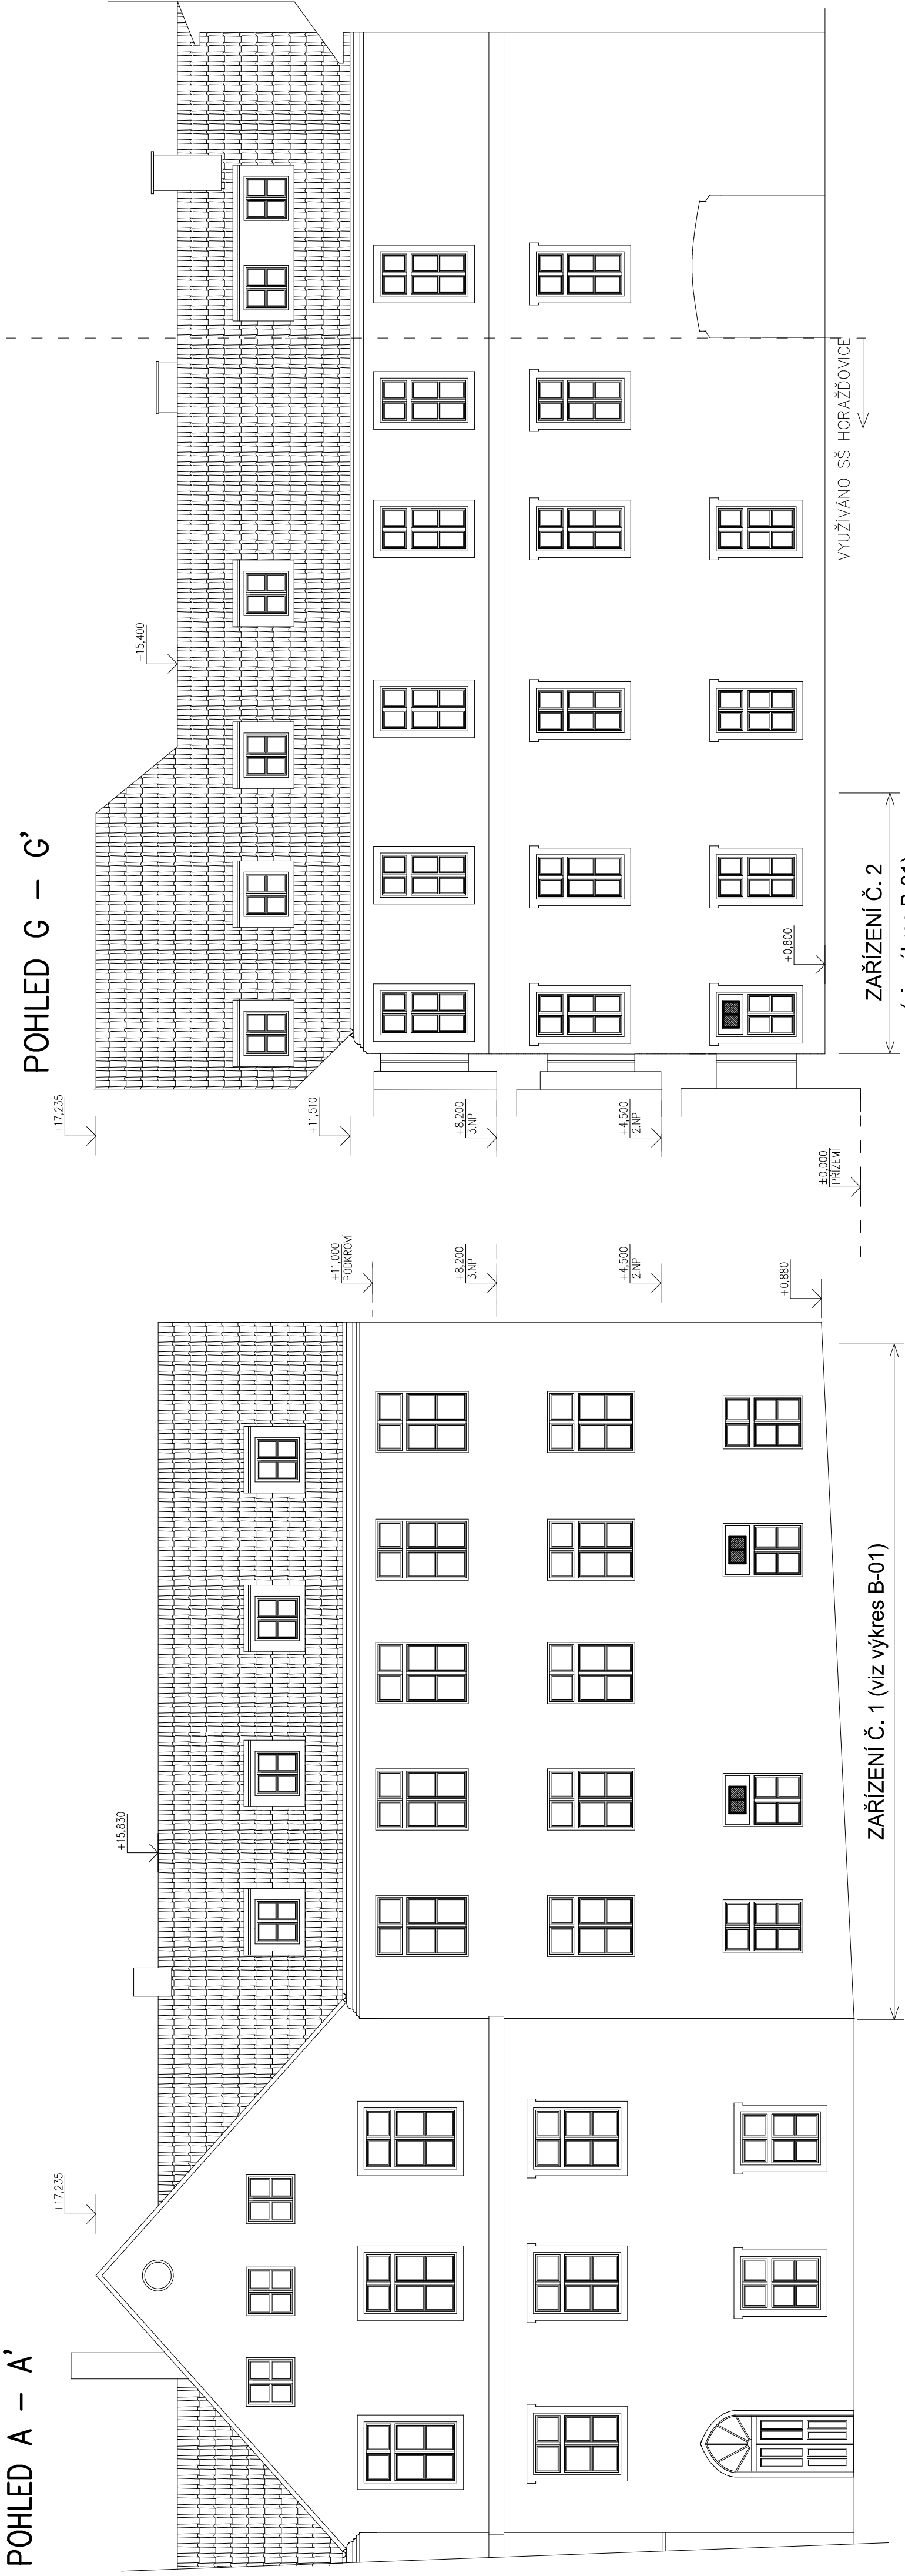 POHLED A – A'
+17,235
+15,830
+11,000
PODKROVÍ
+8,200
3.NP
+4,500
2.NP
+0,880
ZAŘÍZENÍ Č. 1 (viz výkres B-01)
POHLED G – G'
+17,235
+15,400
+11,510
+8,200
3.NP
+4,500
2.NP
±0,000
PŘÍZEMÍ
+0,800
VYUŽÍVÁNO SŠ HORAŽĎOVICE
ZAŘÍZENÍ Č. 2